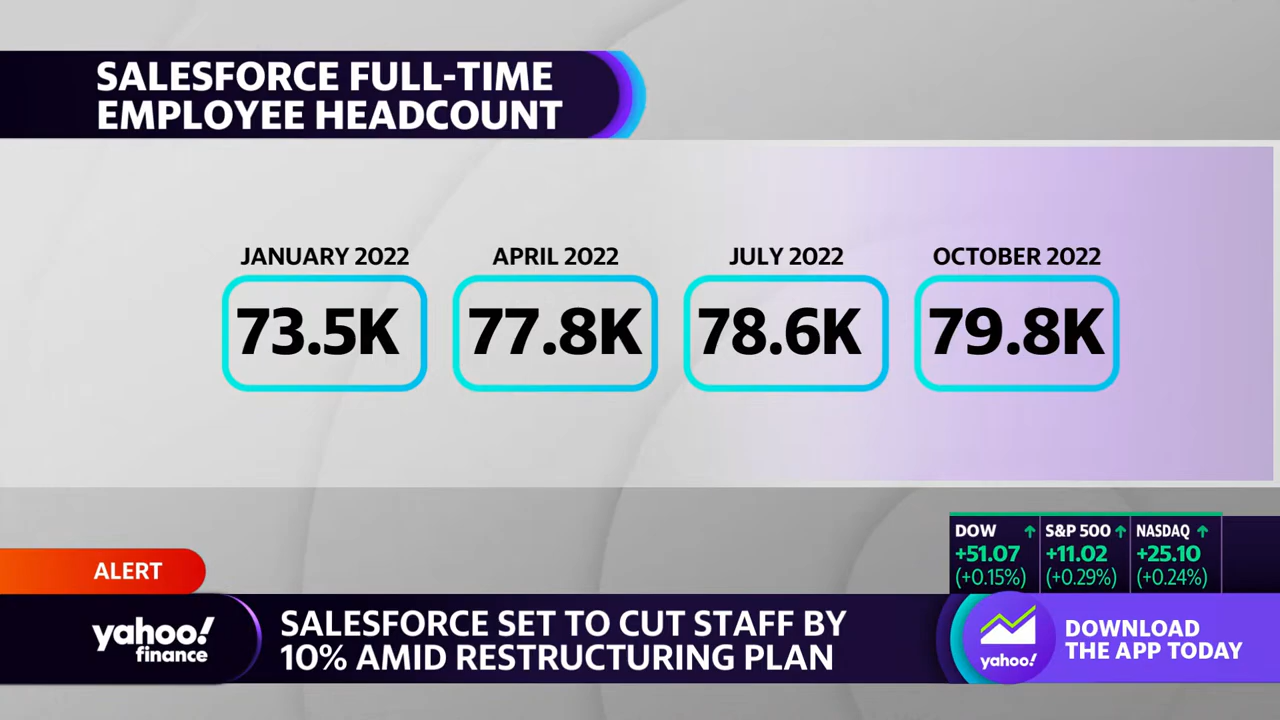 SALESFORCE FULL-TIME
EMPLOYEE HEADCOUNT
JANUARY 2022
73.5K
APRIL 2022
77.8K
JULY 2022
78.6K
OCTOBER 2022
79.8K
DOW
+51.07
(+0.15%)
S&P 500
+11.02
(+0.29%)
NASDAQ
+25.10
(+0.24%)
ALERT
yahoo!
finance
SALESFORCE SET TO CUT STAFF BY
10% AMID RESTRUCTURING PLAN
yahoo!
DOWNLOAD
THE APP TODAY